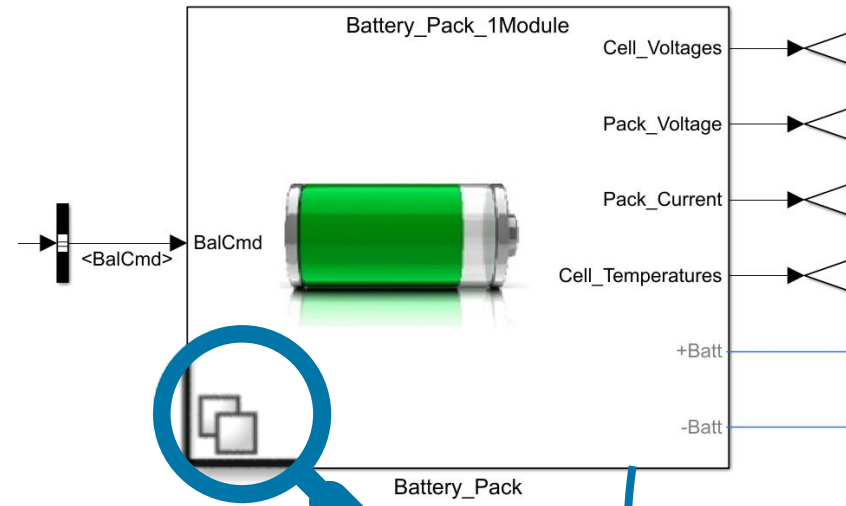 Battery_Pack_1Module
Cell_Voltages
Pack_Voltage
Pack_Current
<BalCmd>
BalCmd
Cell_Temperatures
+Batt
-Batt
Battery_Pack